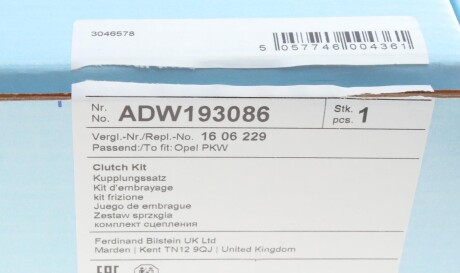 3046578
5 057746 004361
Nr. No. ADW193086 Stk. pcs. 1
Vergl.-Nr./Repl.-No. 16 06 229
Passend:/To fit: Opel PKW
Clutch Kit
Kupplungssatz
Kit d'embrayage
kit frizione
Juego de embrague
Zestaw sprzęgła
комплект сцепления
Ferdinand Bilstein UK Ltd
Marden | Kent TN12 9QJ | United Kingdom
EAC